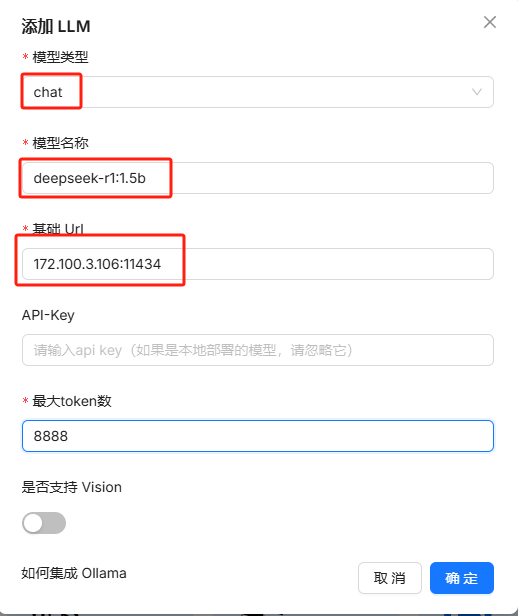 添加 LLM
* 模型类型
chat
* 模型名称
deepseek-r1:1.5b
* 基础 Url
172.100.3.106:11434
API-Key
请输入api key（如果是本地部署的模型，请忽略它）
* 最大token数
8888
是否支持 Vision
如何集成 Ollama
取 消
确 定